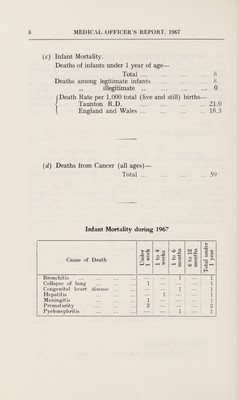 8 MEDICAL OFFICER'S REPORT, 1967
(c) Infant Mortality.
Deaths of infants under 1 year of age—
Total ... ... ... ... 8
Deaths among legitimate infants ... ... ... 8
,, ,, illegitimate ,, ... ... ... 0
Death Rate per 1,000 total (live and still) births—
Taunton R.D. ... ... ... ... 21.0
England and Wales ... ... ... ... 18.3
(d) Deaths from Cancer (all ages)—
Total ... ... ... ... 59
Infant Mortality during 1967
Cause of Death | Under 1 week | 1 to 6 weeks | 1 to 6 months | 6 to 12 months | Total under 1 year
Bronchitis ... ... ... ... — — 1 — 1
Collapse of lung ... ... ... 1 — — — 1
Congenital heart disease ... ... — — 1 — 1
Hepatitis ... ... ... ... — 1 — — 1
Meningitis ... ... ... ... 1 — — — 1
Prematurity ... ... ... ... 2 — — — 2
Pyelonephritis ... ... ... — — 1 — 1